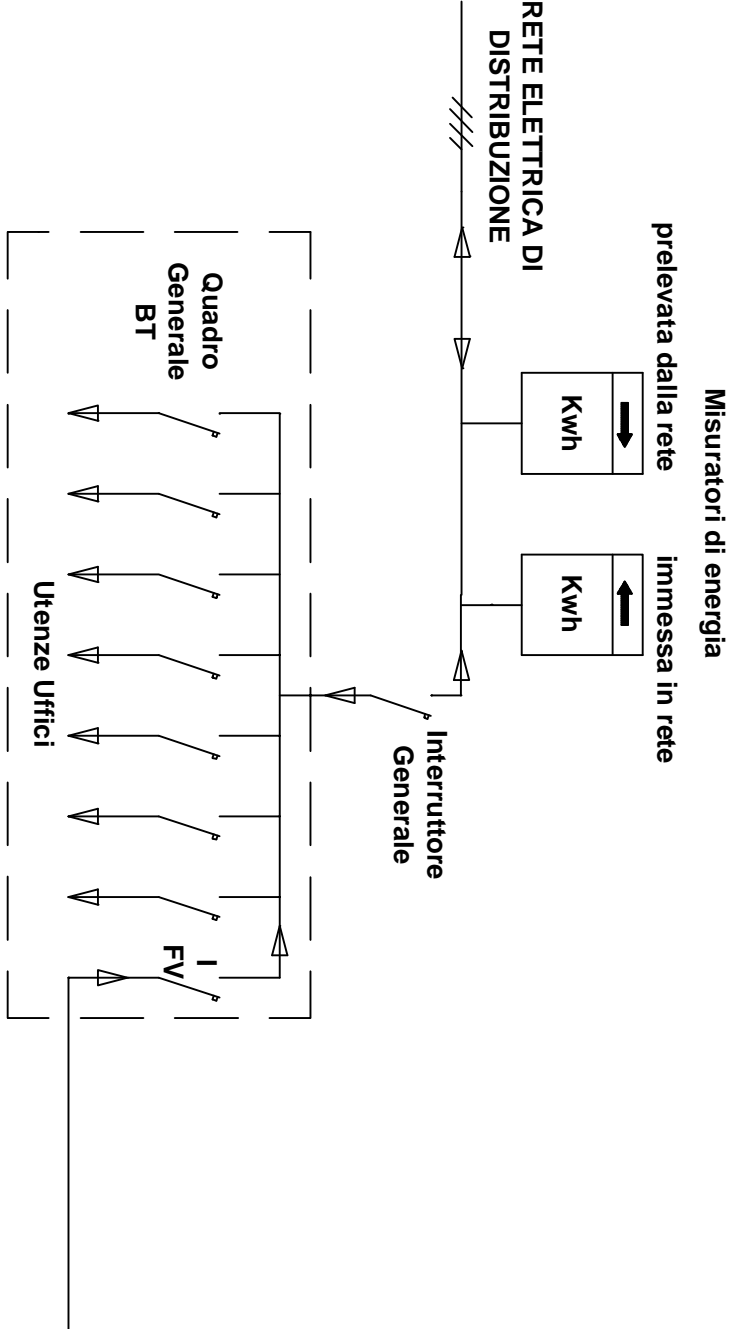 Misuratori di energia
prelevata dalla rete
immessa in rete
Kwh
Kwh
RETE ELETTRICA DI
DISTRIBUZIONE
Interruttore
Generale
Quadro
Generale
BT
I
FV
Utenze Uffici